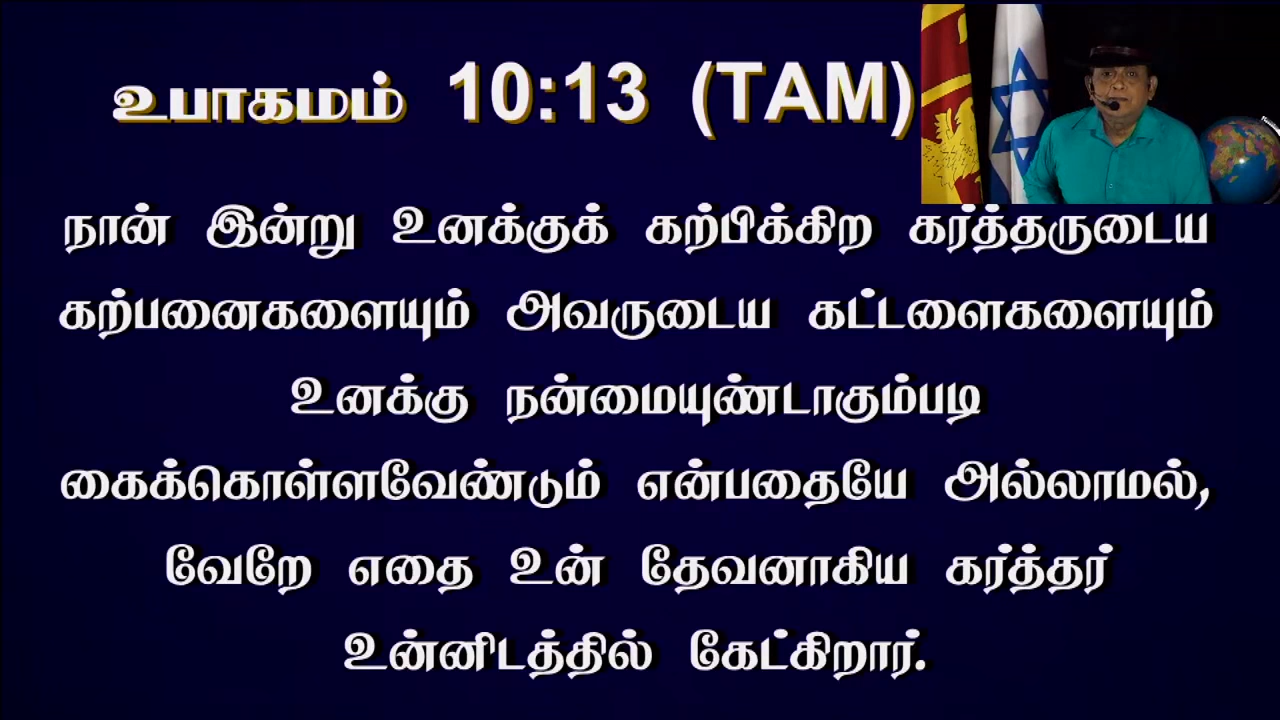 உபாகமம் 10:13 (TAM)
நான் இன்று உனக்குக் கற்பிக்கிற கர்த்தருடைய
கற்பனைகளையும் அவருடைய கட்டளைகளையும்
உனக்கு நன்மையுண்டாகும்படி
கைக்கொள்ளவேண்டும் என்பதையே அல்லாமல்,
வேறே எதை உன் தேவனாகிய கர்த்தர்
உன்னிடத்தில் கேட்கிறார்.